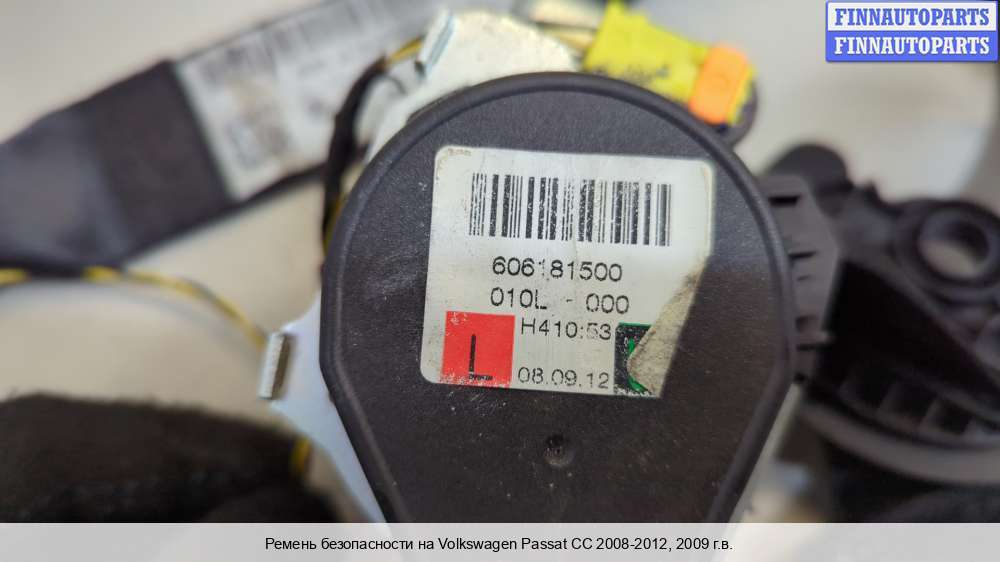 FINNAUTOPARTS
FINNAUTOPARTS
606181500
010L - 000
H410:53
L
08.09.12
Ремень безопасности на Volkswagen Passat CC 2008-2012, 2009 г.в.